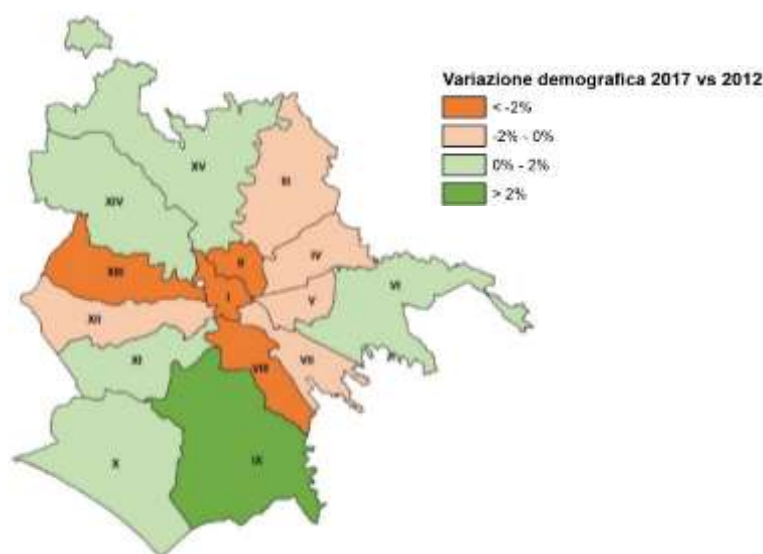 Variazione demografica 2017 vs 2012
< -2%
-2% - 0%
0% - 2%
> 2%
XV
III
XIV
II
IV
XIII
VI
I
V
XII
XI
VIII
VII
X
IX